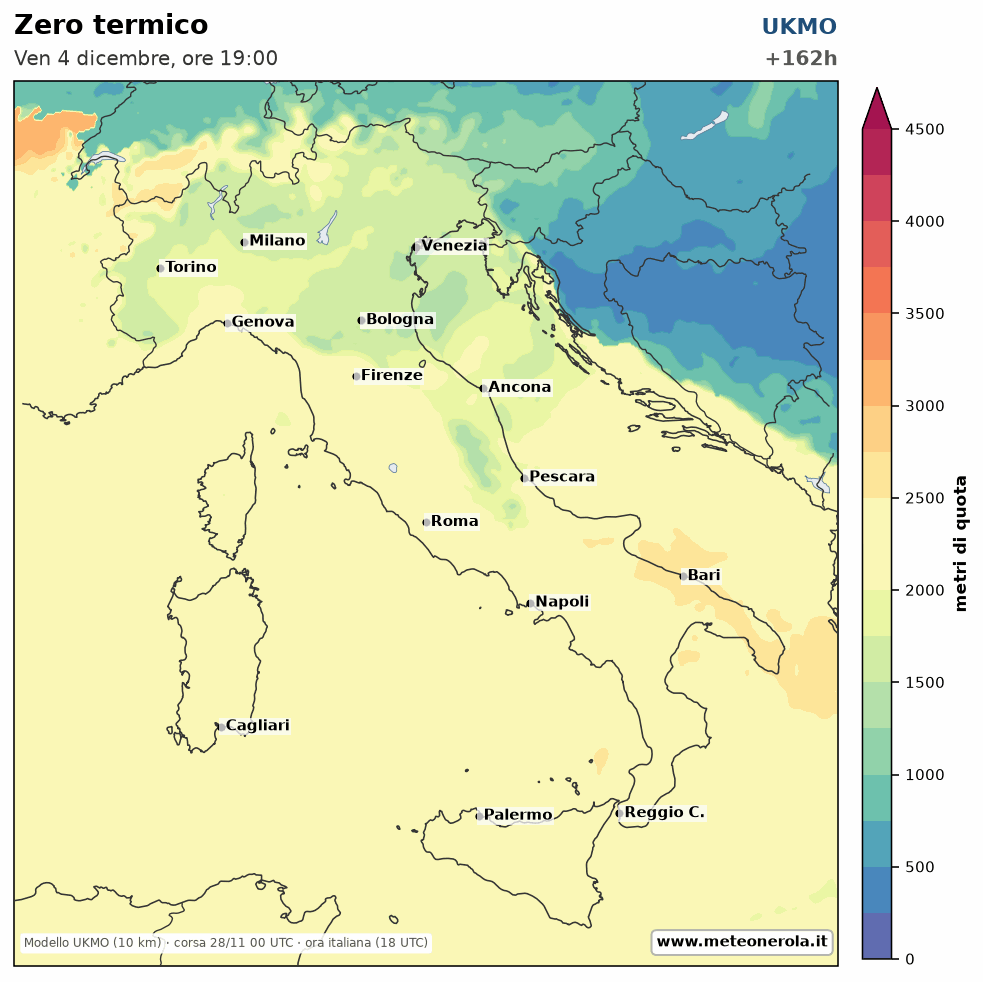 Zero termico
UKMO
Ven 4 dicembre, ore 19:00
+162h
4500
4000
3500
3000
2500
2000
1500
1000
500
0
metri di quota
Milano
Venezia
Torino
Genova
Bologna
Firenze
Ancona
Pescara
Roma
Bari
Napoli
Cagliari
Palermo
Reggio C.
Modello UKMO (10 km) · corsa 28/11 00 UTC · ora italiana (18 UTC)
www.meteonerola.it